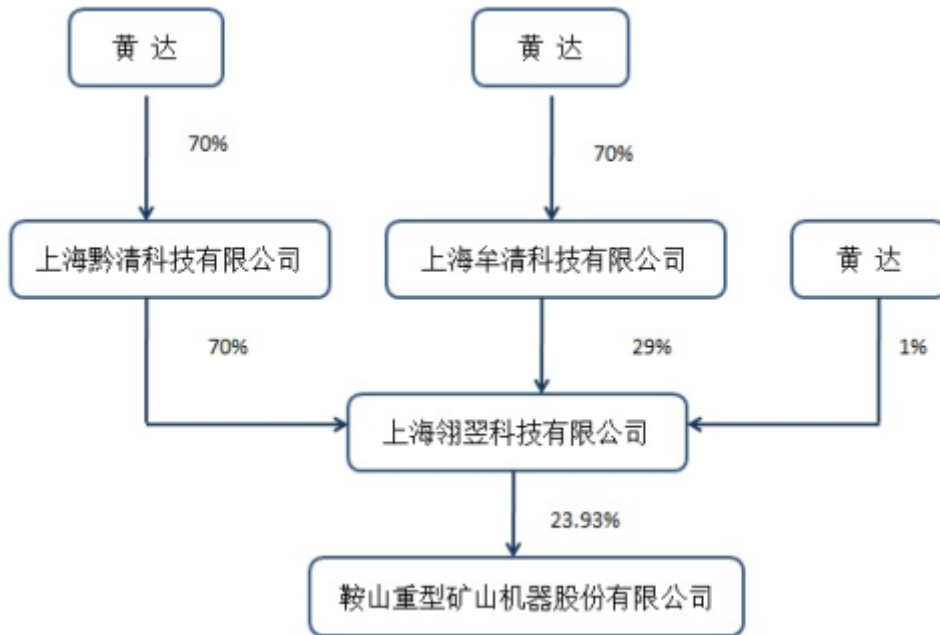 黄 达
黄 达
70%
70%
上海黔清科技有限公司
上海牟清科技有限公司
黄 达
70%
29%
1%
上海翎翌科技有限公司
23.93%
鞍山重型矿山机器股份有限公司